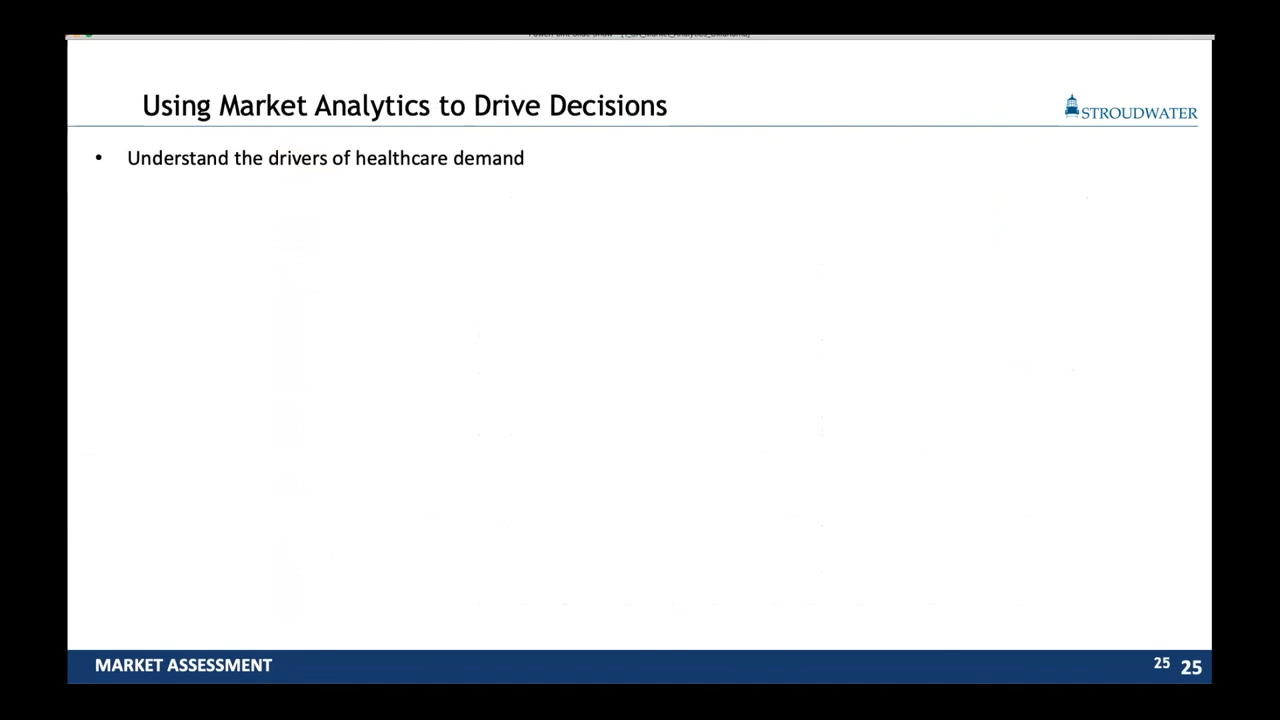 Using Market Analytics to Drive Decisions
STROUDWATER
• Understand the drivers of healthcare demand
MARKET ASSESSMENT
25 25